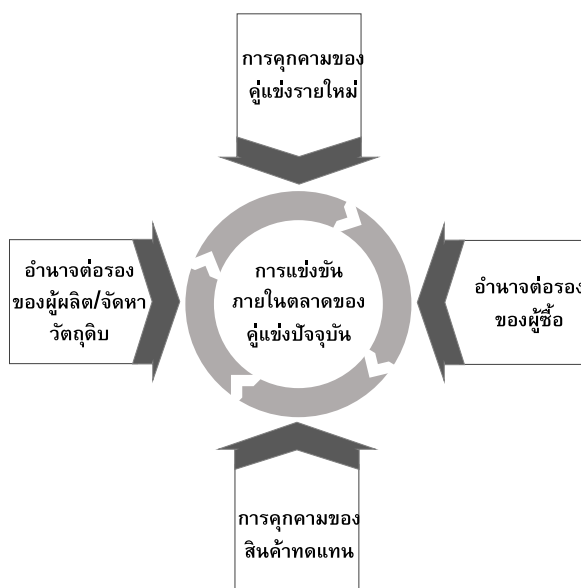 การคุกคามของ
คู่แข่งรายใหม่
อำนาจต่อรอง
ของผู้ผลิต/จัดหา
วัตถุดิบ
การแข่งขัน
ภายในตลาดของ
คู่แข่งปัจจุบัน
อำนาจต่อรอง
ของผู้ซื้อ
การคุกคามของ
สินค้าทดแทน